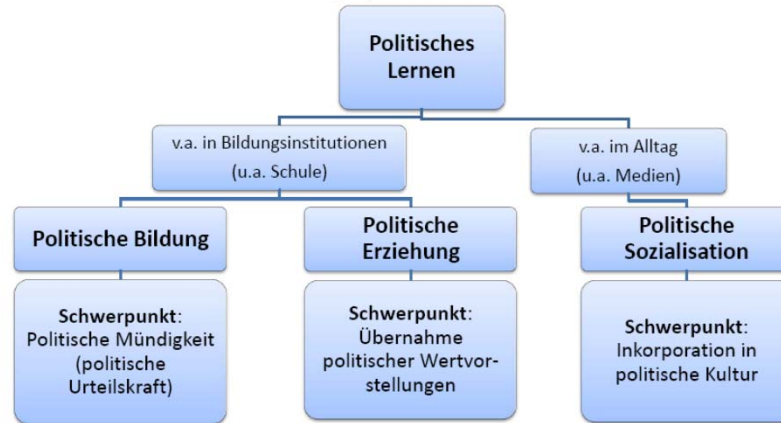 Politisches
Lernen
v.a. in Bildungsinstitutionen
(u.a. Schule)
v.a. im Alltag
(u.a. Medien)
Politische Bildung
Politische
Erziehung
Politische
Sozialisation
Schwerpunkt:
Politische Mündigkeit
(politische
Urteilskraft)
Schwerpunkt:
Übernahme
politischer Wertvor-
stellungen
Schwerpunkt:
Inkorporation in
politische Kultur